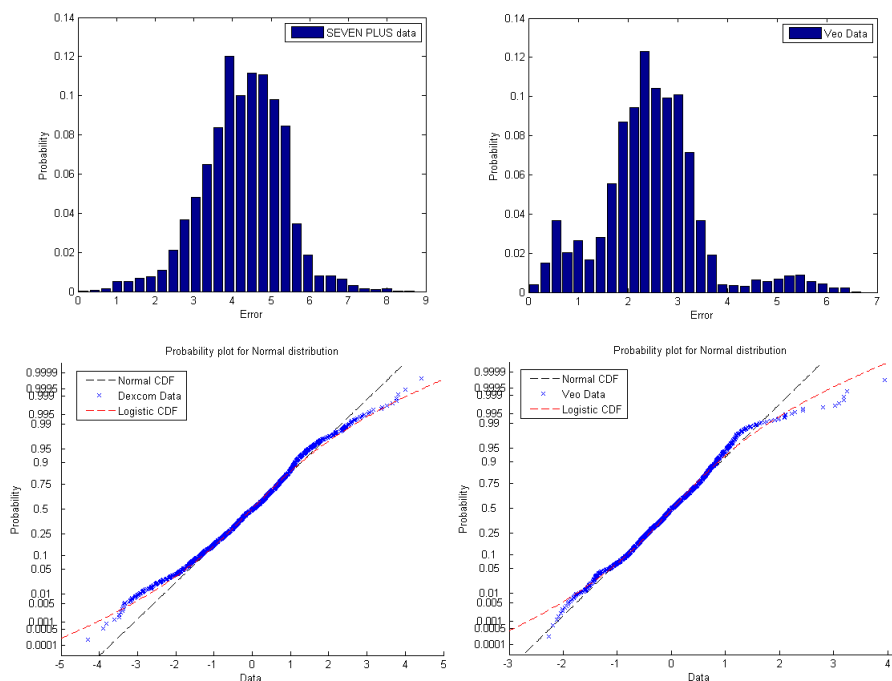 0.14
0.12
0.1
0.08
0.06
0.04
0.02
0
Probability
SEVEN PLUS data
0 1 2 3 4 5 6 7 8 9
Error
0.14
0.12
0.1
0.08
0.06
0.04
0.02
0
Probability
Veo Data
0 1 2 3 4 5 6 7
Error
Probability plot for Normal distribution
0.9999
0.9995
0.999
0.995
0.99
0.95
0.9
0.75
0.5
0.25
0.1
0.05
0.01
0.005
0.001
0.0005
0.0001
Probability
Normal CDF
Dexcom Data
Logistic CDF
-5 -4 -3 -2 -1 0 1 2 3 4 5
Data
Probability plot for Normal distribution
0.9999
0.9995
0.999
0.995
0.99
0.95
0.9
0.75
0.5
0.25
0.1
0.05
0.01
0.005
0.001
0.0005
0.0001
Probability
Normal CDF
Veo Data
Logistic CDF
-3 -2 -1 0 1 2 3 4
Data